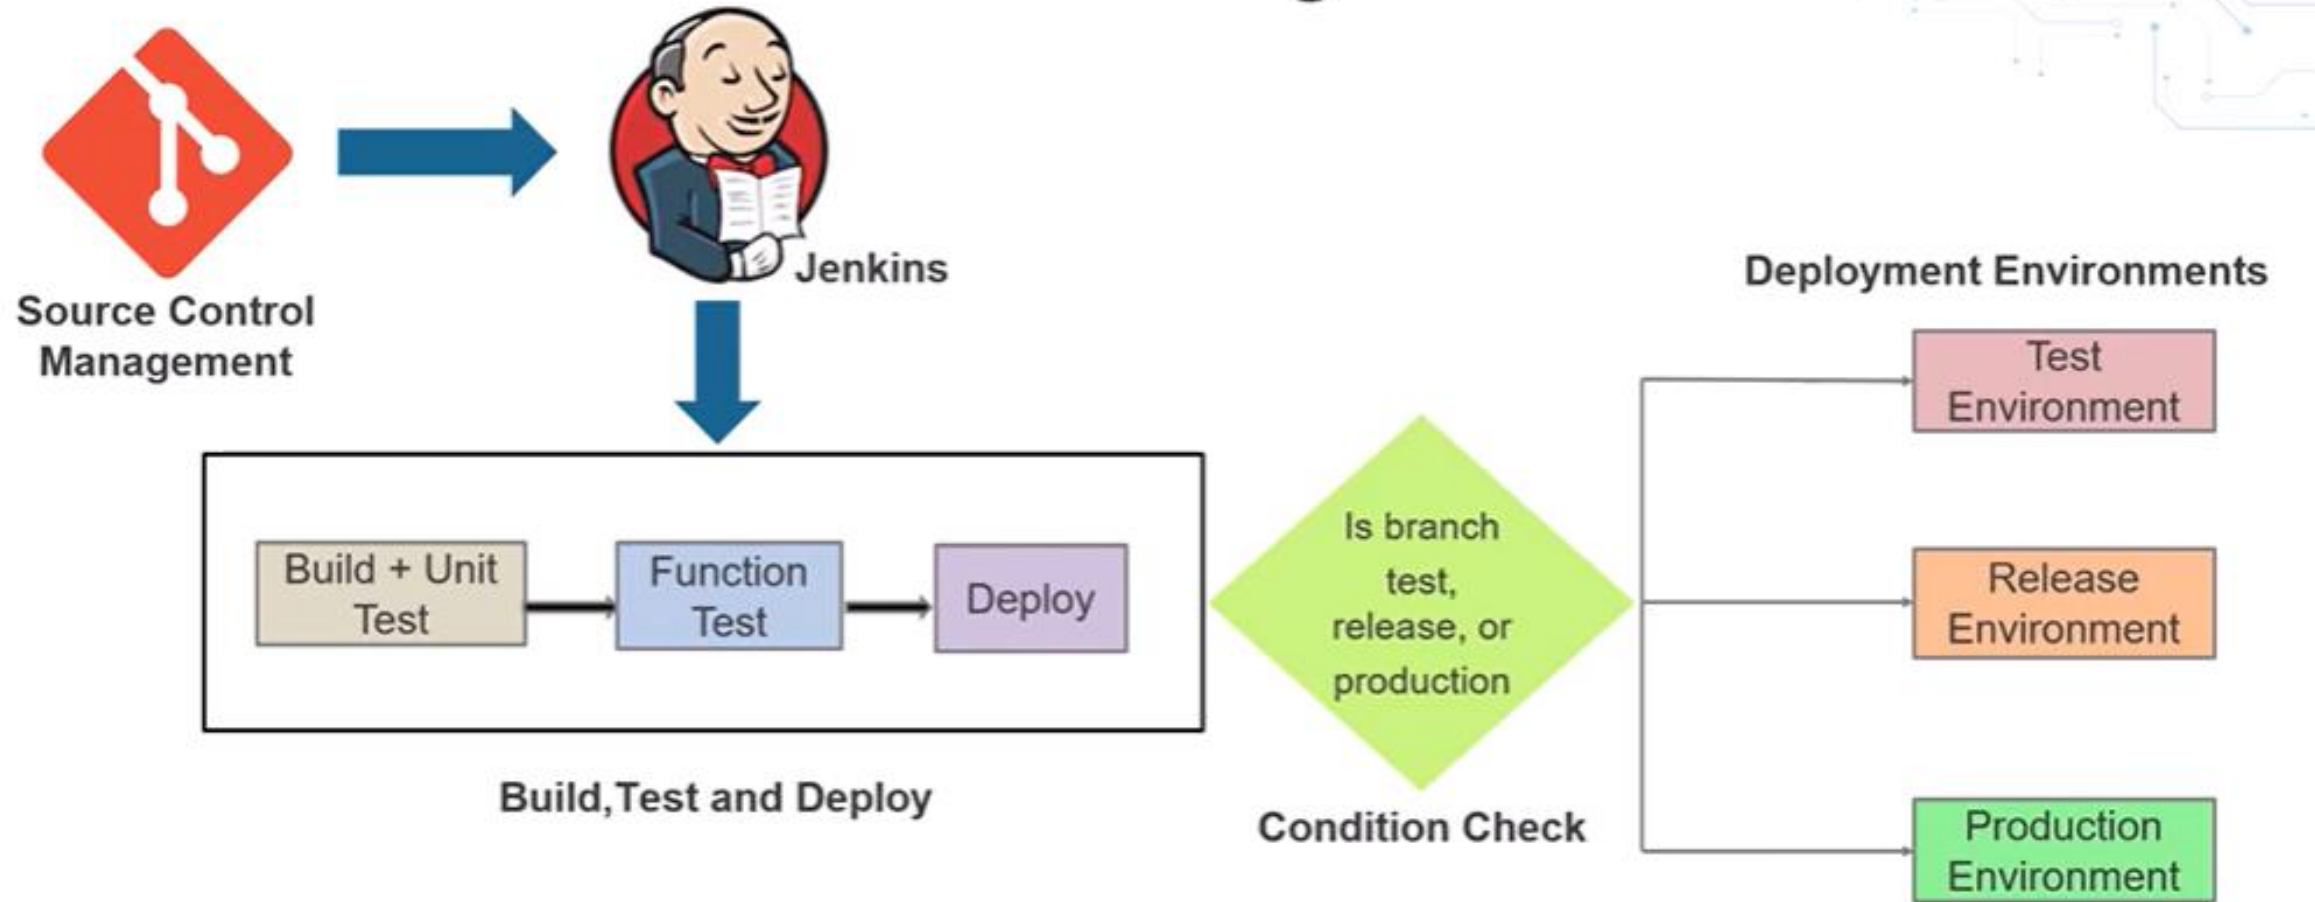 Source Control
Management
Jenkins
Build + Unit
Test
Function
Test
Deploy
Build,Test and Deploy
Is branch
test,
release, or
production
Condition Check
Deployment Environments
Test
Environment
Release
Environment
Production
Environment